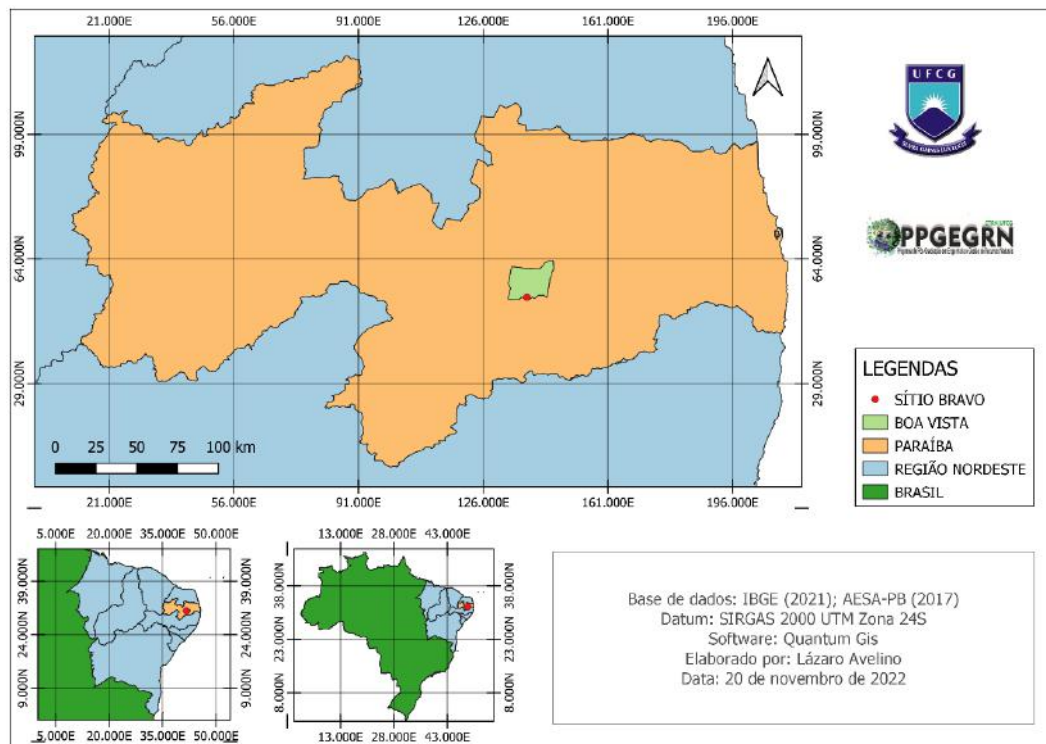 21.000E 56.000E 91.000E 126.000E 161.000E 196.000E
99.000N 99.000N
64.000N 64.000N
29.000N 29.000N
0 25 50 75 100 km
21.000E 56.000E 91.000E 126.000E 161.000E 196.000E
UFCG
PPGEGRN
LEGENDAS
SÍTIO BRAVO
BOA VISTA
PARAÍBA
REGIÃO NORDESTE
BRASIL
5.000E 20.000E 35.000E 50.000E
39.000N 39.000N
24.000N 24.000N
9.000N 9.000N
5.000E 20.000E 35.000E 50.000E
13.000E 28.000E 43.000E
38.000N 38.000N
23.000N 23.000N
8.000N 8.000N
13.000E 28.000E 43.000E
Base de dados: IBGE (2021); AESA-PB (2017)
Datum: SIRGAS 2000 UTM Zona 24S
Software: Quantum Gis
Elaborado por: Lázaro Avelino
Data: 20 de novembro de 2022